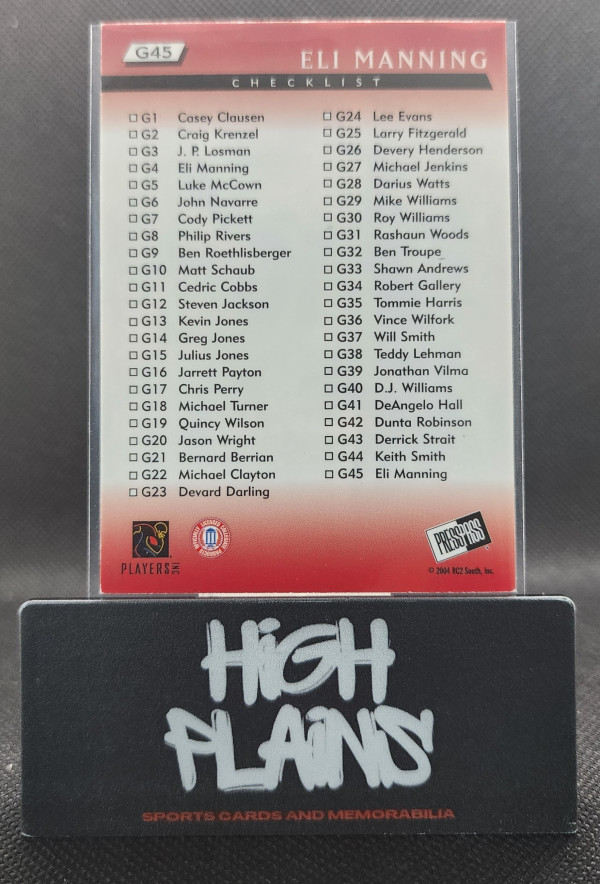 G45
ELI MANNING
CHECKLIST
G1 Casey Clausen
G2 Craig Krenzel
G3 J. P. Losman
G4 Eli Manning
G5 Luke McCown
G6 John Navarre
G7 Cody Pickett
G8 Philip Rivers
G9 Ben Roethlisberger
G10 Matt Schaub
G11 Cedric Cobbs
G12 Steven Jackson
G13 Kevin Jones
G14 Greg Jones
G15 Julius Jones
G16 Jarrett Payton
G17 Chris Perry
G18 Michael Turner
G19 Quincy Wilson
G20 Jason Wright
G21 Bernard Berrian
G22 Michael Clayton
G23 Devard Darling
G24 Lee Evans
G25 Larry Fitzgerald
G26 Devery Henderson
G27 Michael Jenkins
G28 Darius Watts
G29 Mike Williams
G30 Roy Williams
G31 Rashaun Woods
G32 Ben Troupe
G33 Shawn Andrews
G34 Robert Gallery
G35 Tommie Harris
G36 Vince Wilfork
G37 Will Smith
G38 Teddy Lehman
G39 Jonathan Vilma
G40 D.J. Williams
G41 DeAngelo Hall
G42 Dunta Robinson
G43 Derrick Strait
G44 Keith Smith
G45 Eli Manning
PLAYERS INC
PRESS PASS
© 2004 RC2 South, Inc.
HiGH
PLAiNS
SPORTS CARDS AND MEMORABILIA